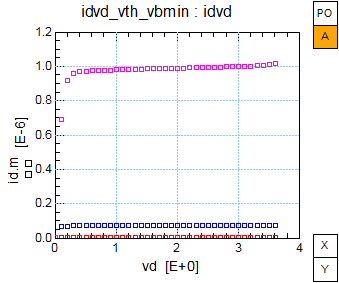 idvd_vth_vbmin : idvd
PO
A
1.2
1.0
0.8
0.6
0.4
0.2
0.0
id.m [E-6]
0 1 2 3 4
vd [E+0]
X
Y